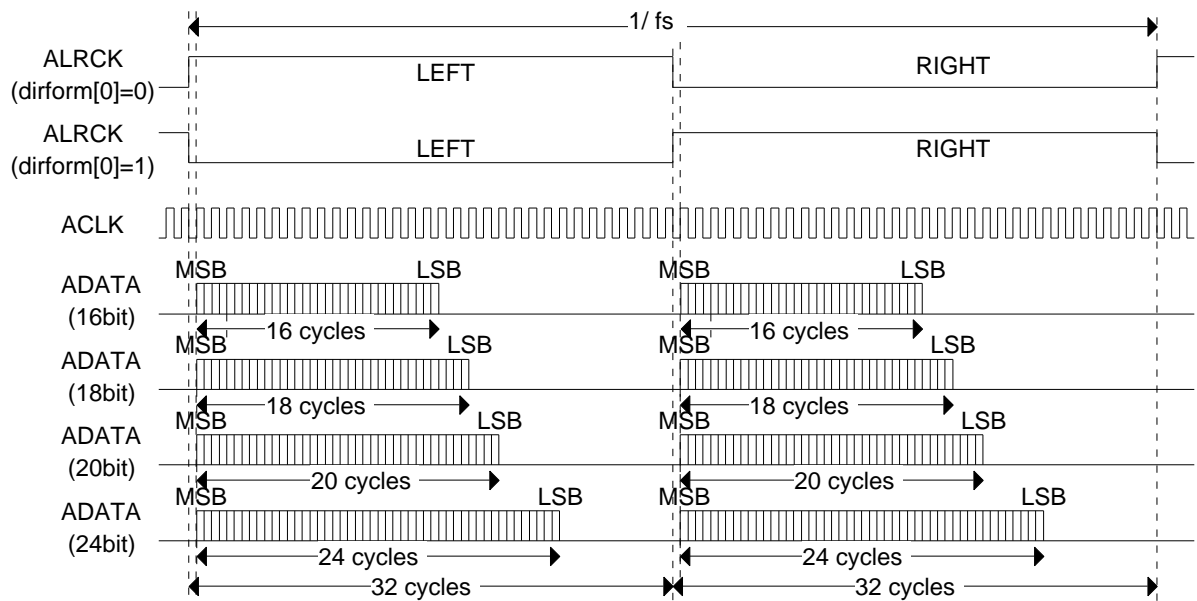 1/ fs
ALRCK
(dirform[0]=0)
LEFT RIGHT
ALRCK
(dirform[0]=1)
LEFT RIGHT
ACLK
MSB LSB MSB LSB
ADATA
(16bit)
16 cycles 16 cycles
MSB LSB MSB LSB
ADATA
(18bit)
18 cycles 18 cycles
MSB LSB MSB LSB
ADATA
(20bit)
20 cycles 20 cycles
MSB LSB MSB LSB
ADATA
(24bit)
24 cycles 24 cycles
32 cycles 32 cycles